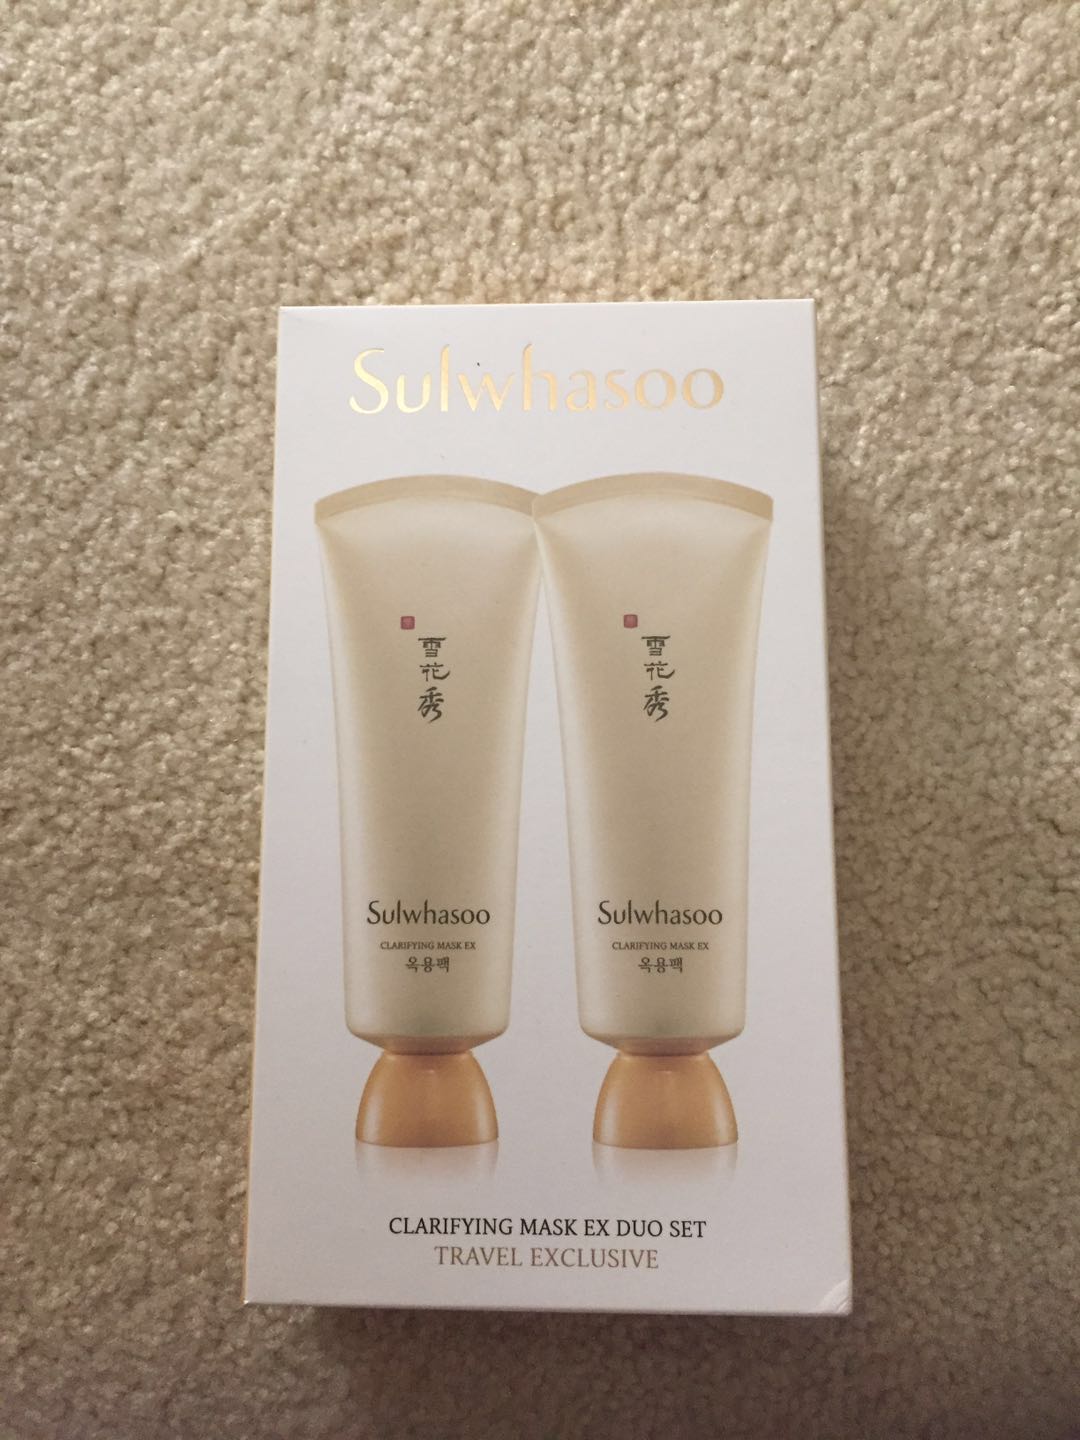 Sulwhasoo
雪花秀
雪花秀
Sulwhasoo
CLARIFYING MASK EX
옥용팩
Sulwhasoo
CLARIFYING MASK EX
옥용팩
CLARIFYING MASK EX DUO SET
TRAVEL EXCLUSIVE